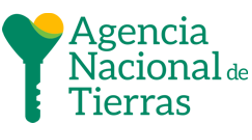 Agencia
Nacional de
Tierras